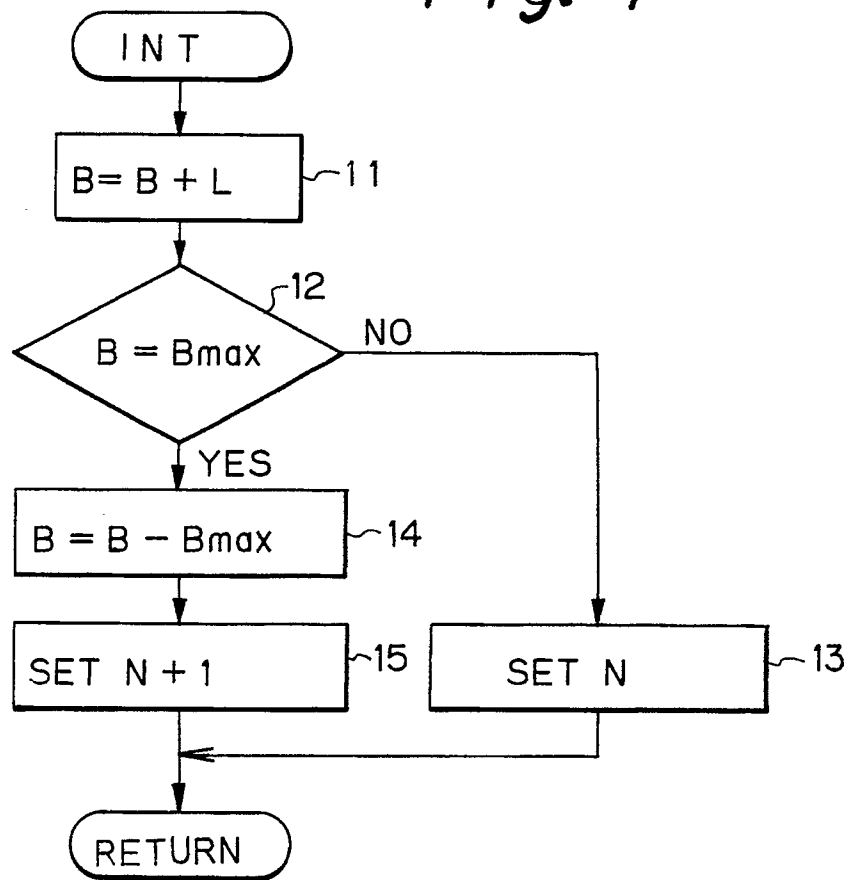 INT
B= B + L
11
12
B = Bmax
NO
YES
B = B − Bmax
14
SET N + 1
15
SET N
13
RETURN